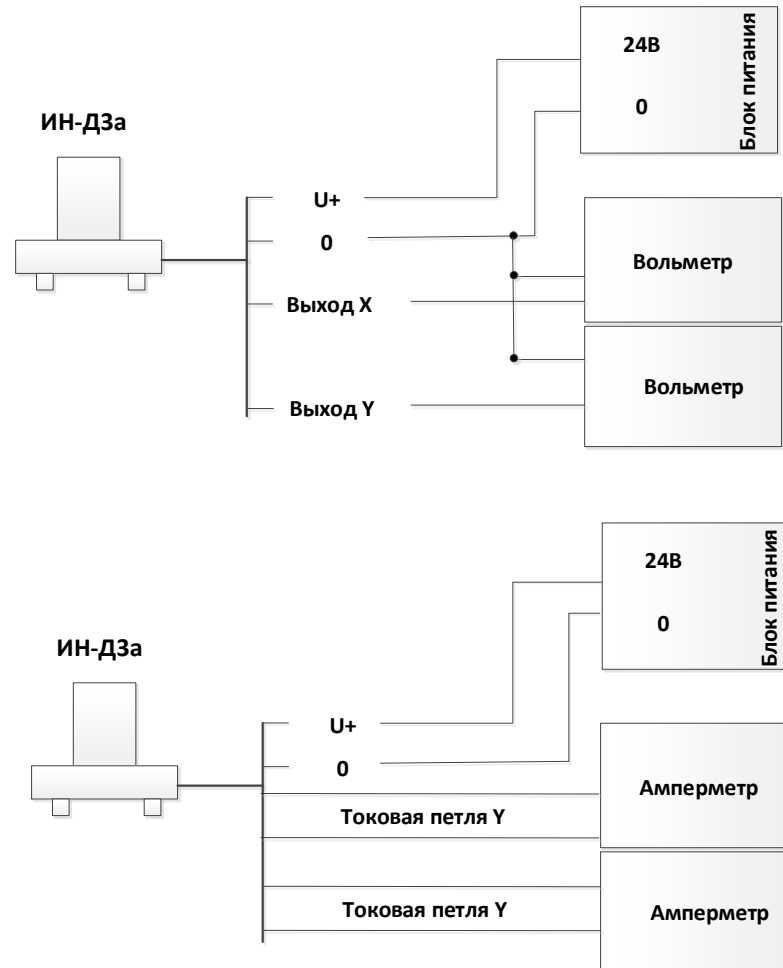 24В
0
Блок питания
ИН-Д3а
U+
0
Вольметр
Выход X
Вольметр
Выход Y
24В
0
Блок питания
ИН-Д3а
U+
0
Амперметр
Токовая петля Y
Токовая петля Y
Амперметр